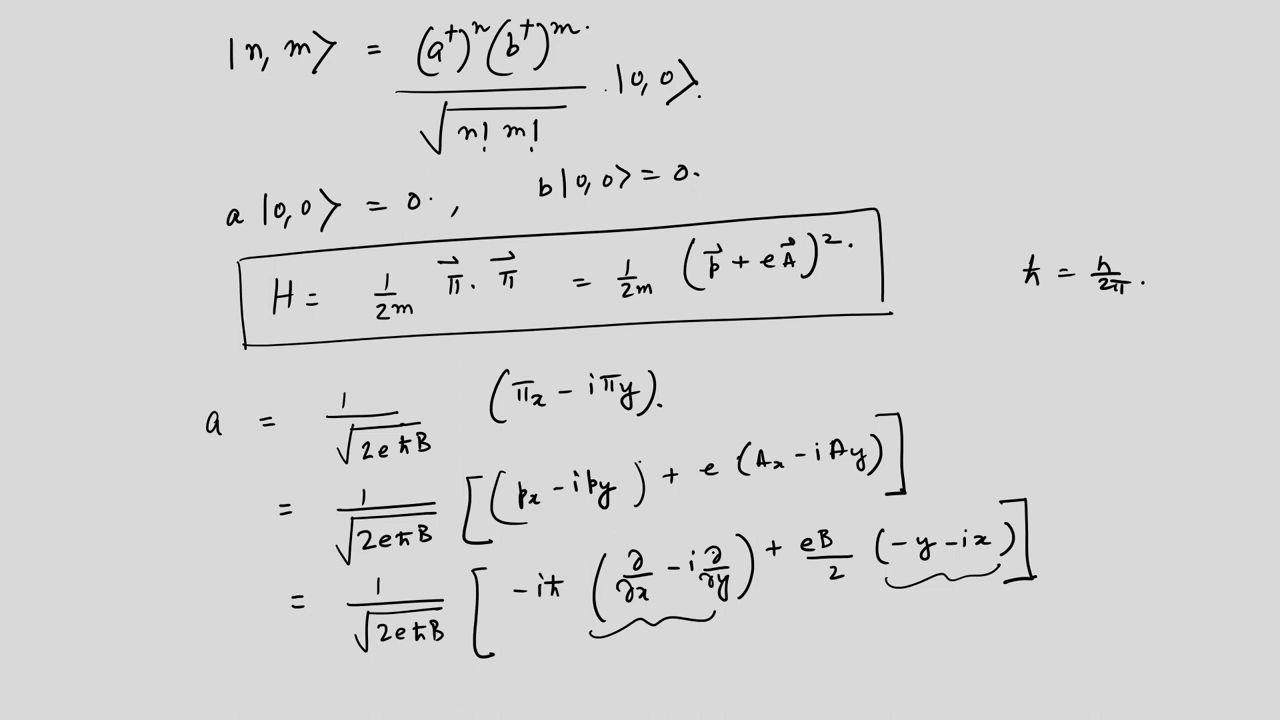 |n, m⟩ = (a†)ⁿ (b†)ᵐ / √(n! m!) . |0, 0⟩.
a |0,0⟩ = 0. , b |0,0⟩ = 0.
H = 1/2m π⃗ . π⃗ = 1/2m (p⃗ + eA⃗)².
ħ = h/2π .
a = 1/√(2eħB) (πx − iπy).
= 1/√(2eħB) [(px − ipy) + e (Ax − iAy)]
= 1/√(2eħB) [−iħ (∂/∂x − i∂/∂y) + eB/2 (−y − ix)]